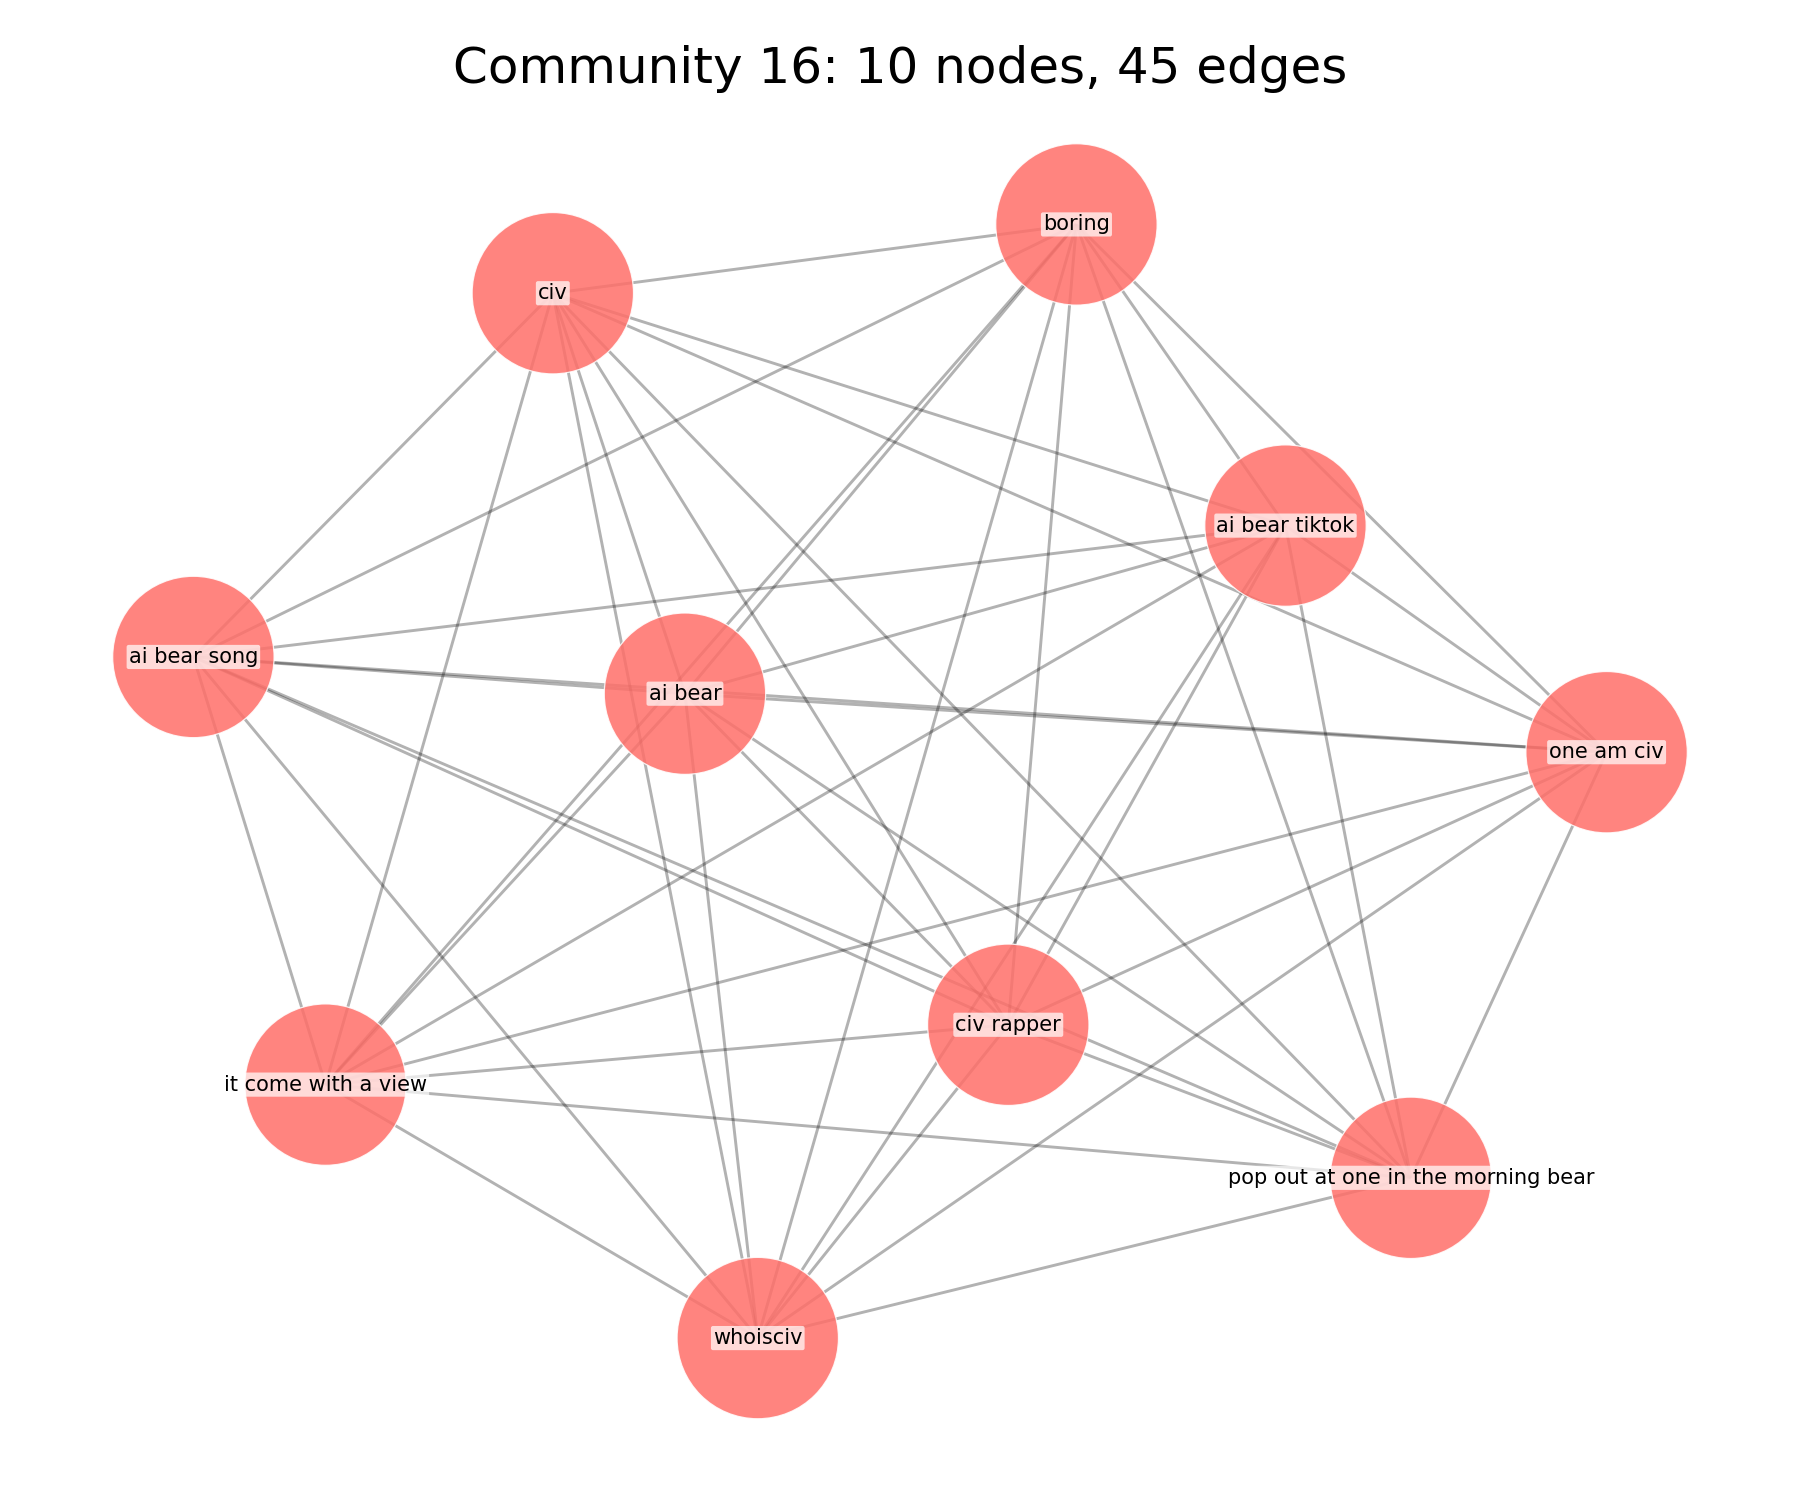 Community 16: 10 nodes, 45 edges
boring
civ
ai bear tiktok
ai bear song
ai bear
one am civ
civ rapper
it come with a view
pop out at one in the morning bear
whoisciv